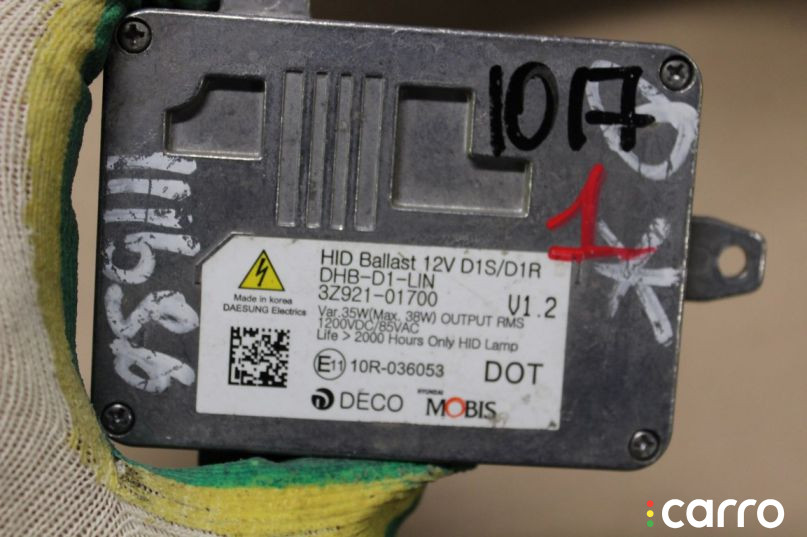 10П
1
HID Ballast 12V D1S/D1R
DHB-D1-LIN
3Z921-01700
V1.2
Made in korea
DAESUNG Electrics
Var.35W(Max. 38W) OUTPUT RMS
1200VDC/85VAC
Life > 2000 Hours Only HID Lamp
E11 10R-036053
DOT
DECO
HYUNDAI
MOBIS
carro